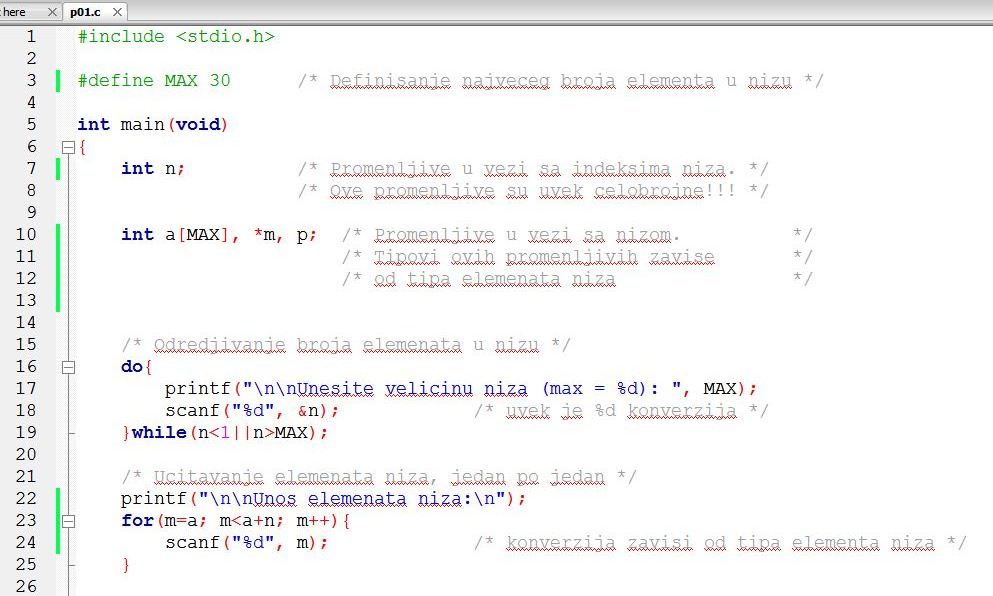 here p01.c
1 #include <stdio.h>
2
3 #define MAX 30 /* Definisanje najveceg broja elementa u nizu */
4
5 int main(void)
6 {
7 int n; /* Promenljive u vezi sa indeksima niza. */
8 /* Ove promenljive su uvek celobrojne!!! */
9
10 int a[MAX], *m, p; /* Promenljive u vezi sa nizom. */
11 /* Tipovi ovih promenljivih zavise */
12 /* od tipa elemenata niza */
13
14
15 /* Odredjivanje broja elemenata u nizu */
16 do{
17 printf("\n\nUnesite velicinu niza (max = %d): ", MAX);
18 scanf("%d", &n); /* uvek je %d konverzija */
19 }while(n<1||n>MAX);
20
21 /* Ucitavanje elemenata niza, jedan po jedan */
22 printf("\n\nUnos elemenata niza:\n");
23 for(m=a; m<a+n; m++){
24 scanf("%d", m); /* konverzija zavisi od tipa elementa niza */
25 }
26